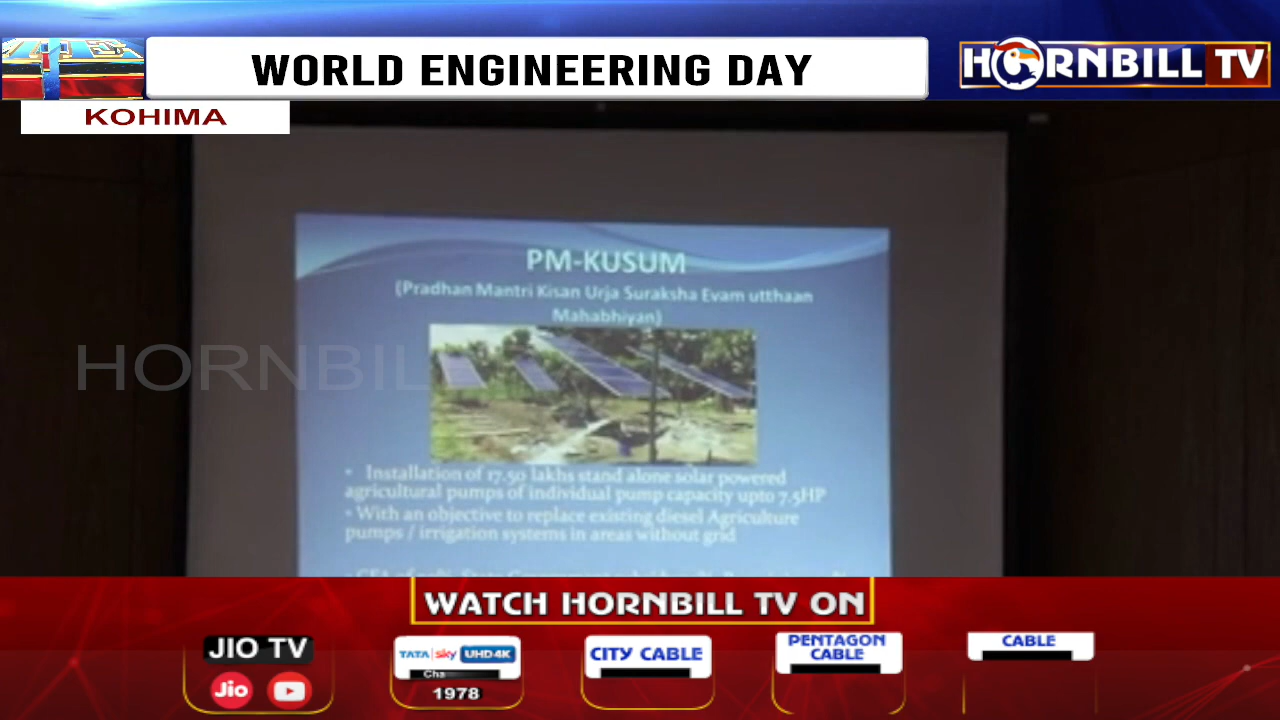 WORLD ENGINEERING DAY
HORNBILL TV
KOHIMA
PM-KUSUM
(Pradhan Mantri Kisan Urja Suraksha Evam utthaan
Mahabhiyan)
HORNBILL
• Installation of 17.50 lakhs stand alone solar powered
agricultural pumps of individual pump capacity upto 7.5HP
• With an objective to replace existing diesel Agriculture
pumps / irrigation systems in areas without grid
WATCH HORNBILL TV ON
JIO TV
Jio
TATA sky UHD4K
Cha
1978
CITY CABLE
PENTAGON
CABLE
CABLE